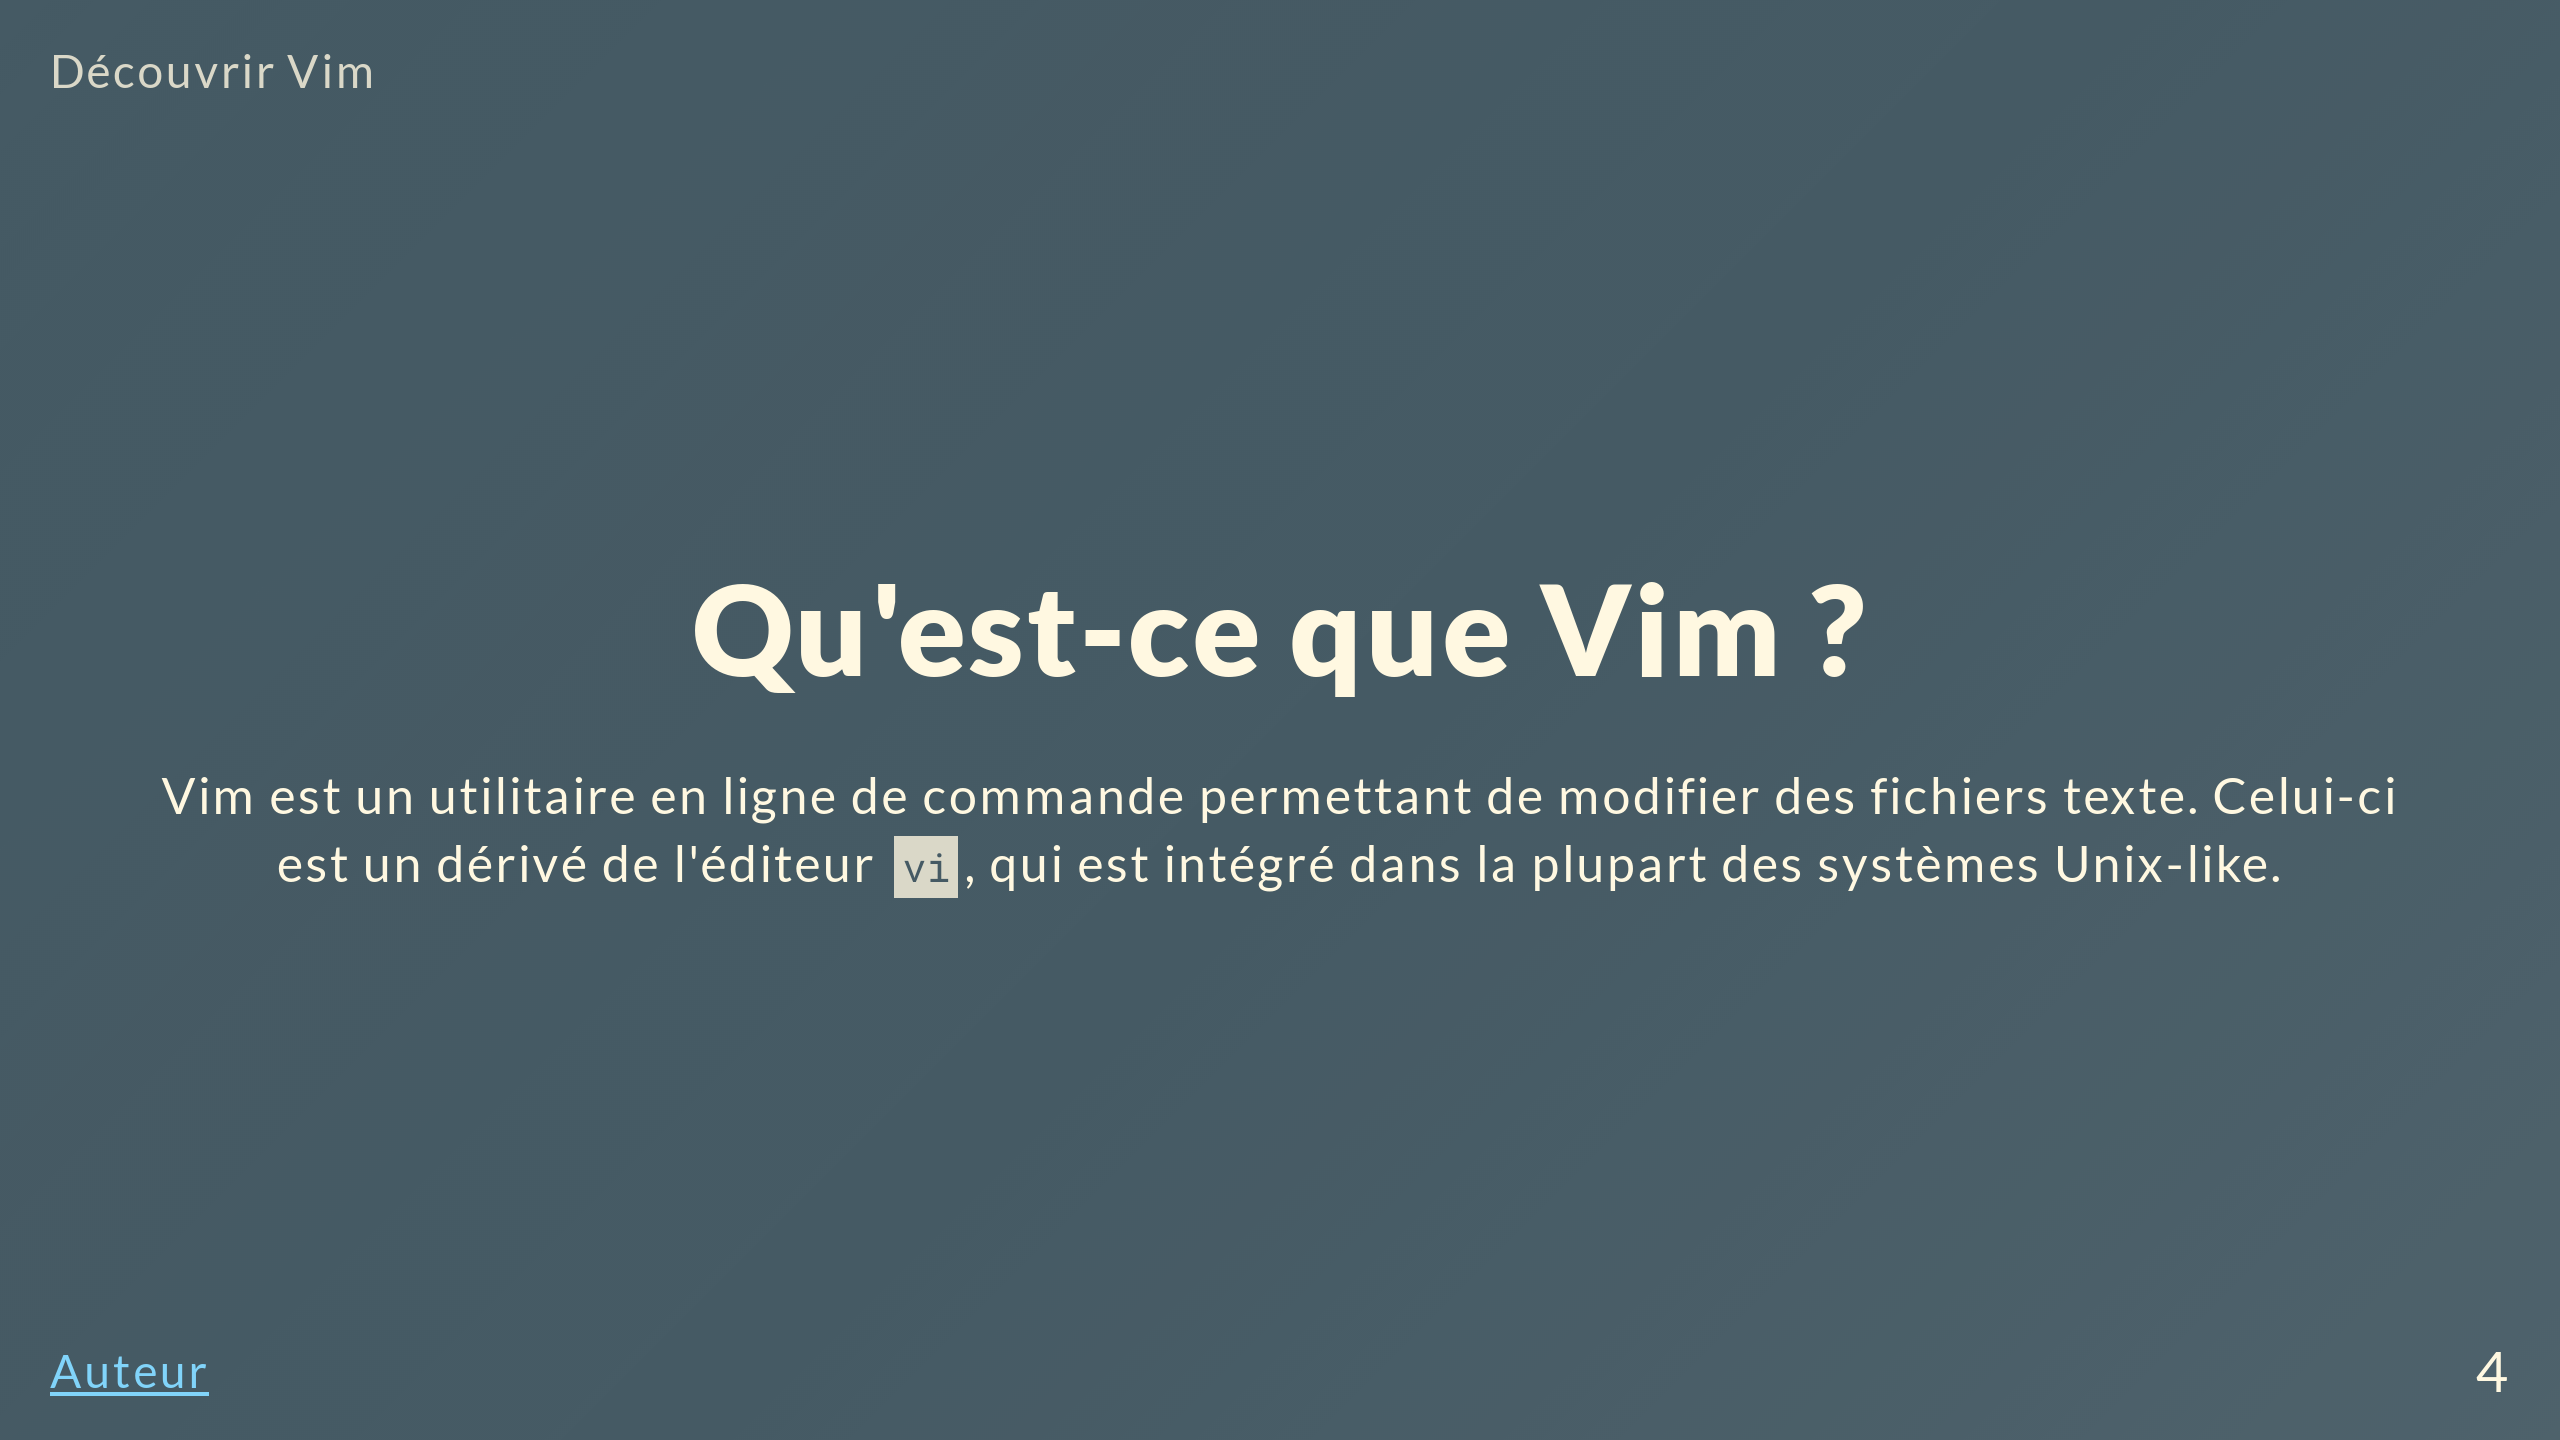 Découvrir Vim
Qu'est-ce que Vim ?
Vim est un utilitaire en ligne de commande permettant de modifier des fichiers texte. Celui-ci
est un dérivé de l'éditeur vi, qui est intégré dans la plupart des systèmes Unix-like.
Auteur
4